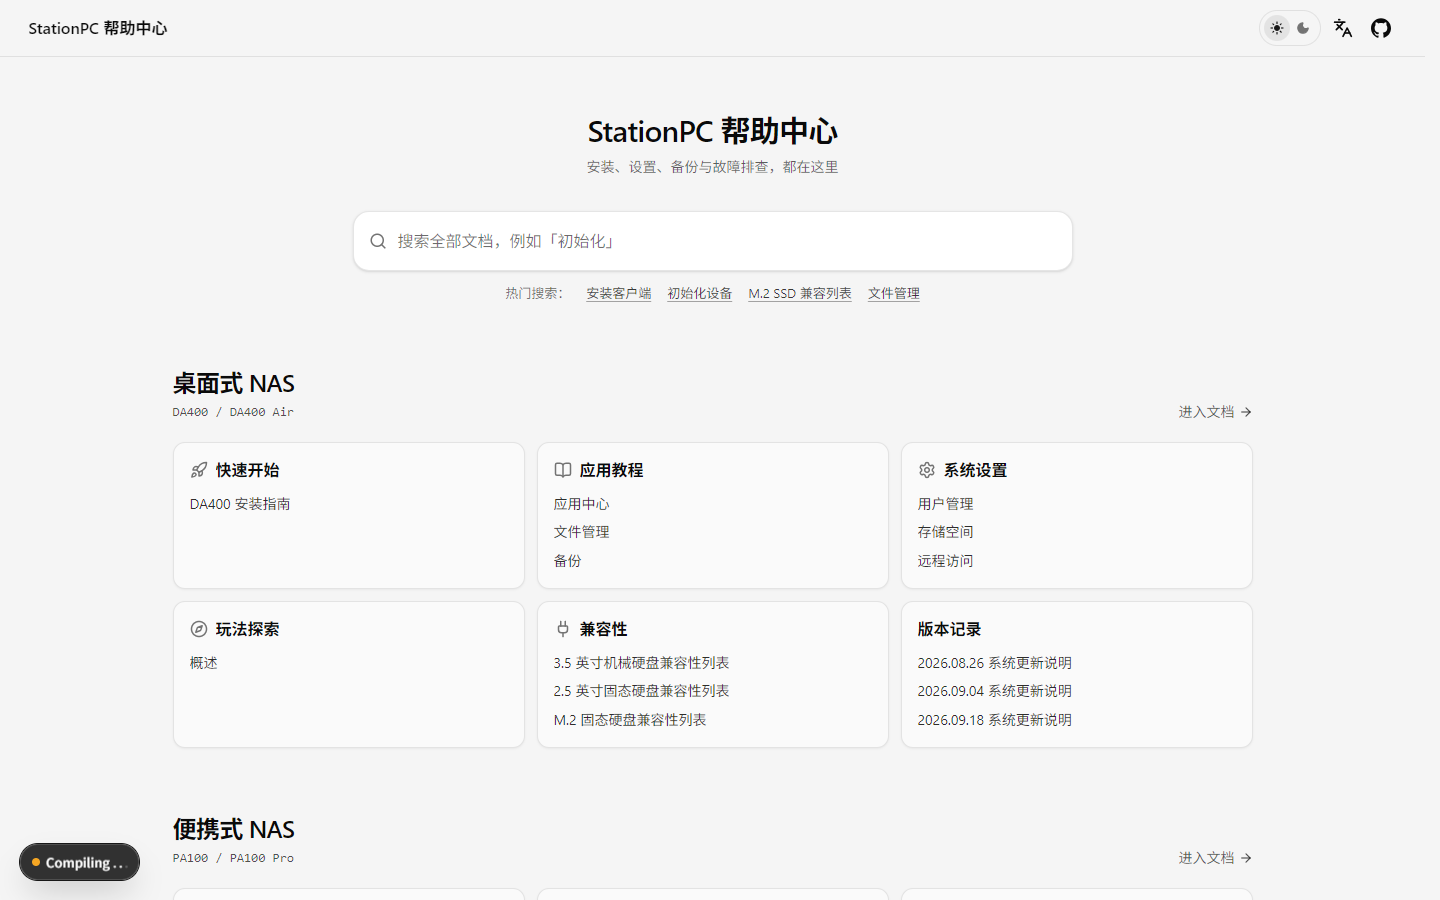 StationPC 帮助中心
StationPC 帮助中心
安装、设置、备份与故障排查，都在这里
搜索全部文档，例如「初始化」
热门搜索： 安装客户端 初始化设备 M.2 SSD 兼容列表 文件管理
桌面式 NAS
DA400 / DA400 Air
进入文档 →
快速开始
DA400 安装指南
应用教程
应用中心
文件管理
备份
系统设置
用户管理
存储空间
远程访问
玩法探索
概述
兼容性
3.5 英寸机械硬盘兼容性列表
2.5 英寸固态硬盘兼容性列表
M.2 固态硬盘兼容性列表
版本记录
2026.08.26 系统更新说明
2026.09.04 系统更新说明
2026.09.18 系统更新说明
便携式 NAS
PA100 / PA100 Pro
进入文档 →
Compiling...